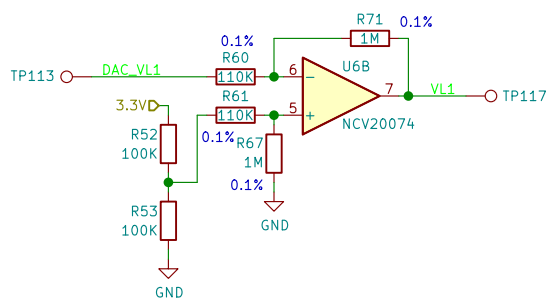 R71
1M
0.1%
0.1%
R60
110K
TP113
DAC_VL1
6
U6B
7
VL1
TP117
3.3V
R61
110K
5
NCV20074
0.1%
R52
100K
R67
1M
0.1%
R53
100K
GND
GND